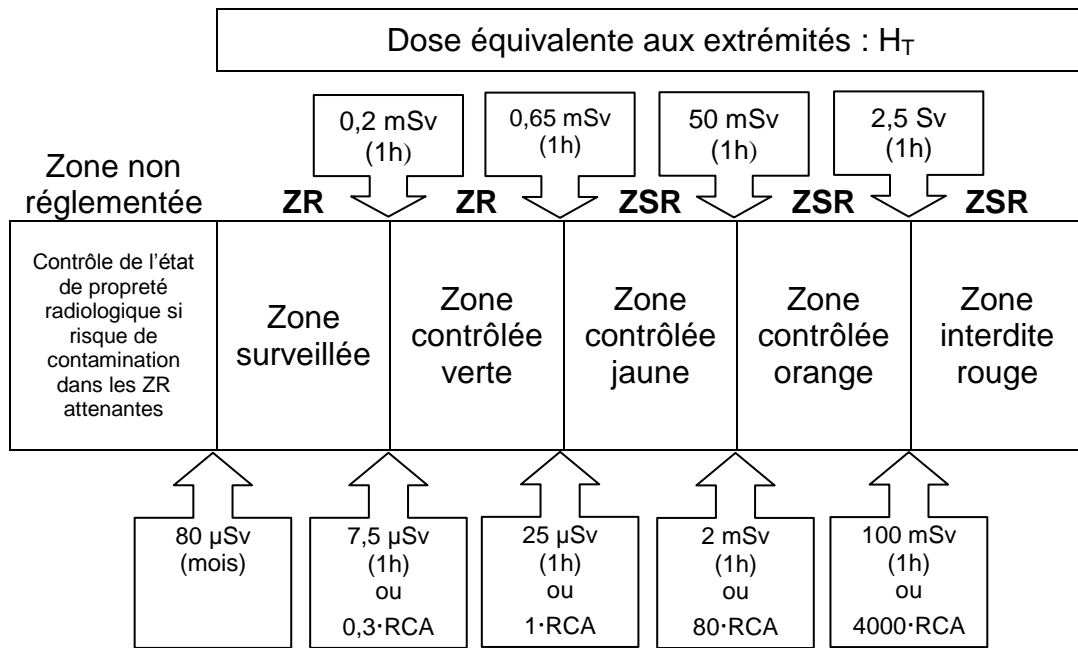 Dose équivalente aux extrémités : HT
0,2 mSv
(1h)
0,65 mSv
(1h)
50 mSv
(1h)
2,5 Sv
(1h)
Zone non
réglementée
ZR
ZR
ZSR
ZSR
ZSR
Contrôle de l’état
de propreté
radiologique si
risque de
contamination
dans les ZR
attenantes
Zone
surveillée
Zone
contrôlée
verte
Zone
contrôlée
jaune
Zone
contrôlée
orange
Zone
interdite
rouge
80 µSv
(mois)
7,5 µSv
(1h)
ou
0,3·RCA
25 µSv
(1h)
ou
1·RCA
2 mSv
(1h)
ou
80·RCA
100 mSv
(1h)
ou
4000·RCA